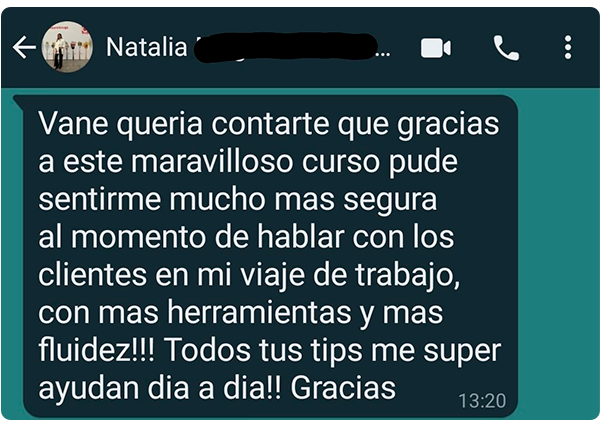 Natalia ...
Vane queria contarte que gracias
a este maravilloso curso pude
sentirme mucho mas segura
al momento de hablar con los
clientes en mi viaje de trabajo,
con mas herramientas y mas
fluidez!!! Todos tus tips me super
ayudan dia a dia!! Gracias
13:20